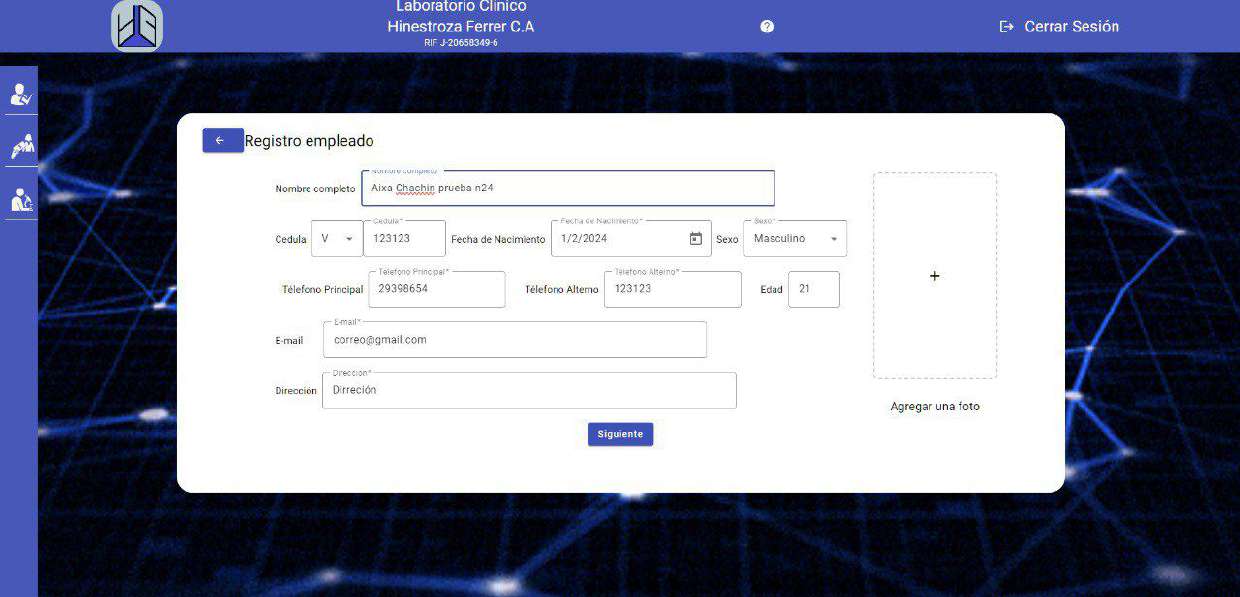 Laboratorio Clinico
Hinestroza Ferrer C.A
RIF J-20658349-6
Cerrar Sesión
Registro empleado
Nombre completo
Nombre completo
Aixa Chachin prueba n24
Cedula
V
Cedula*
123123
Fecha de Nacimiento
Fecha de Nacimiento*
1/2/2024
Sexo
Sexo*
Masculino
Télefono Principal
Telefono Principal*
29398654
Télefono Alterno
Telefono Alterno*
123123
Edad
21
E-mail
E-mail*
correo@gmail.com
Dirección
Direccion*
Dirreción
Agregar una foto
Siguiente